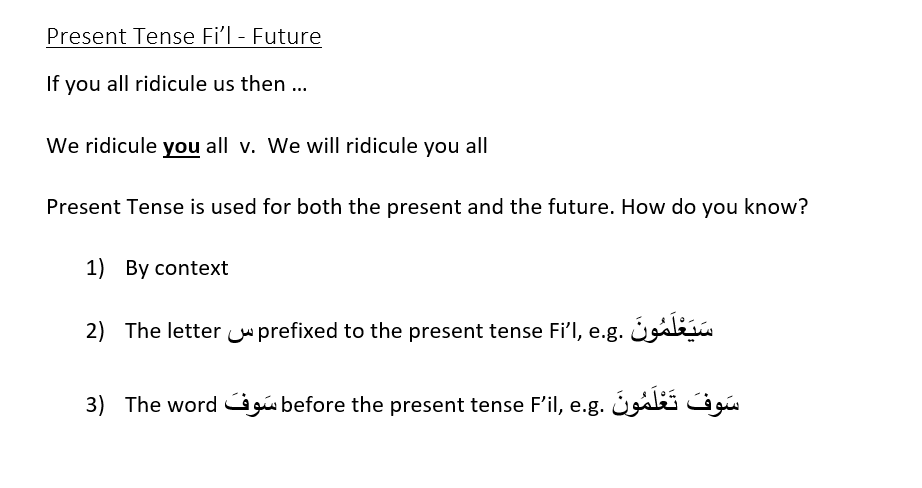 Present Tense Fi’l - Future
If you all ridicule us then …
We ridicule you all v. We will ridicule you all
Present Tense is used for both the present and the future. How do you know?
1) By context
2) The letter س prefixed to the present tense Fi’l, e.g. سَيَعْلَمُونَ
3) The word سَوفَ before the present tense F’il, e.g. سَوفَ تَعْلَمُونَ